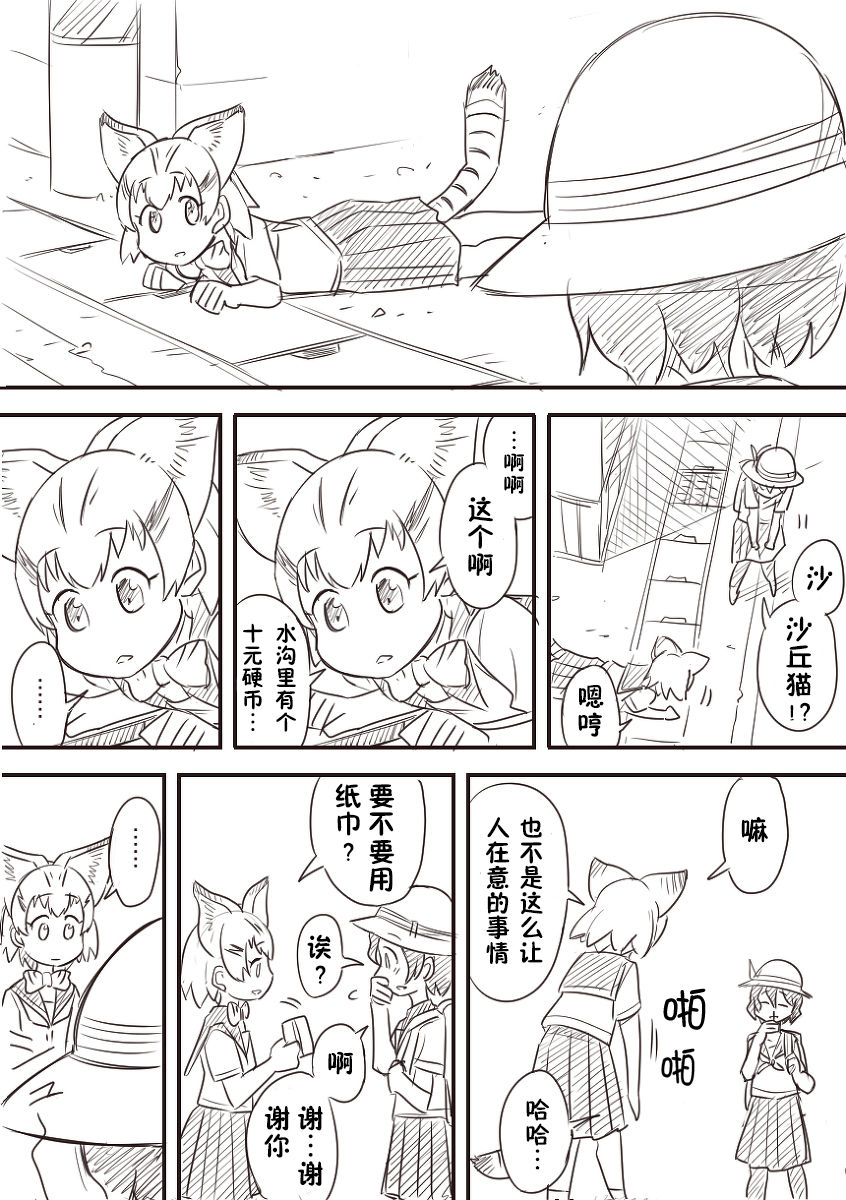 沙
沙丘猫!?
嗯哼
…啊啊
这个啊
水沟里有个
十元硬币…
……
嘛
也不是这么让
人在意的事情
啪
啪
哈哈…
要不要用
纸巾?
诶?
啊
谢…谢
谢你
……